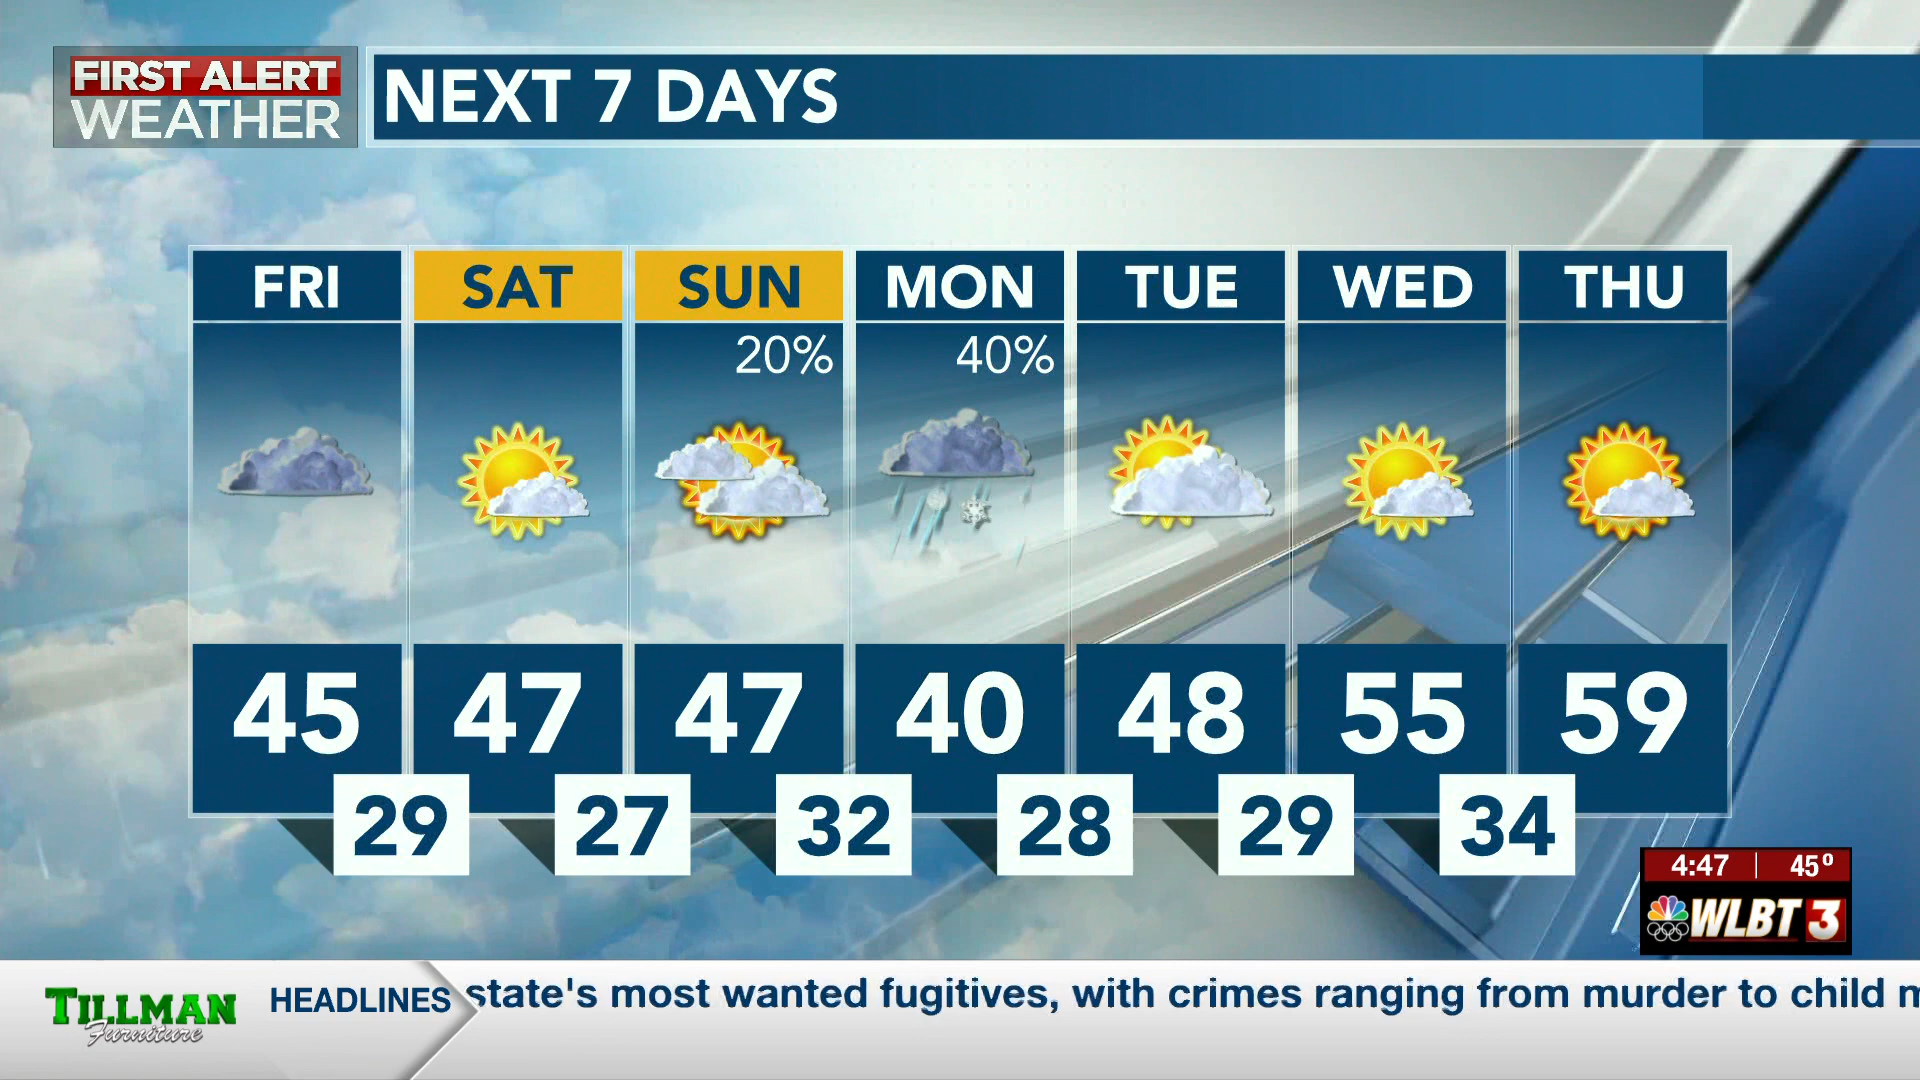 FIRST ALERT
WEATHER
NEXT 7 DAYS
FRI SAT SUN MON TUE WED THU
20% 40%
45 47 47 40 48 55 59
29 27 32 28 29 34
4:47 | 45°
WLBT 3
TILLMAN
Furniture
HEADLINES
state's most wanted fugitives, with crimes ranging from murder to child m